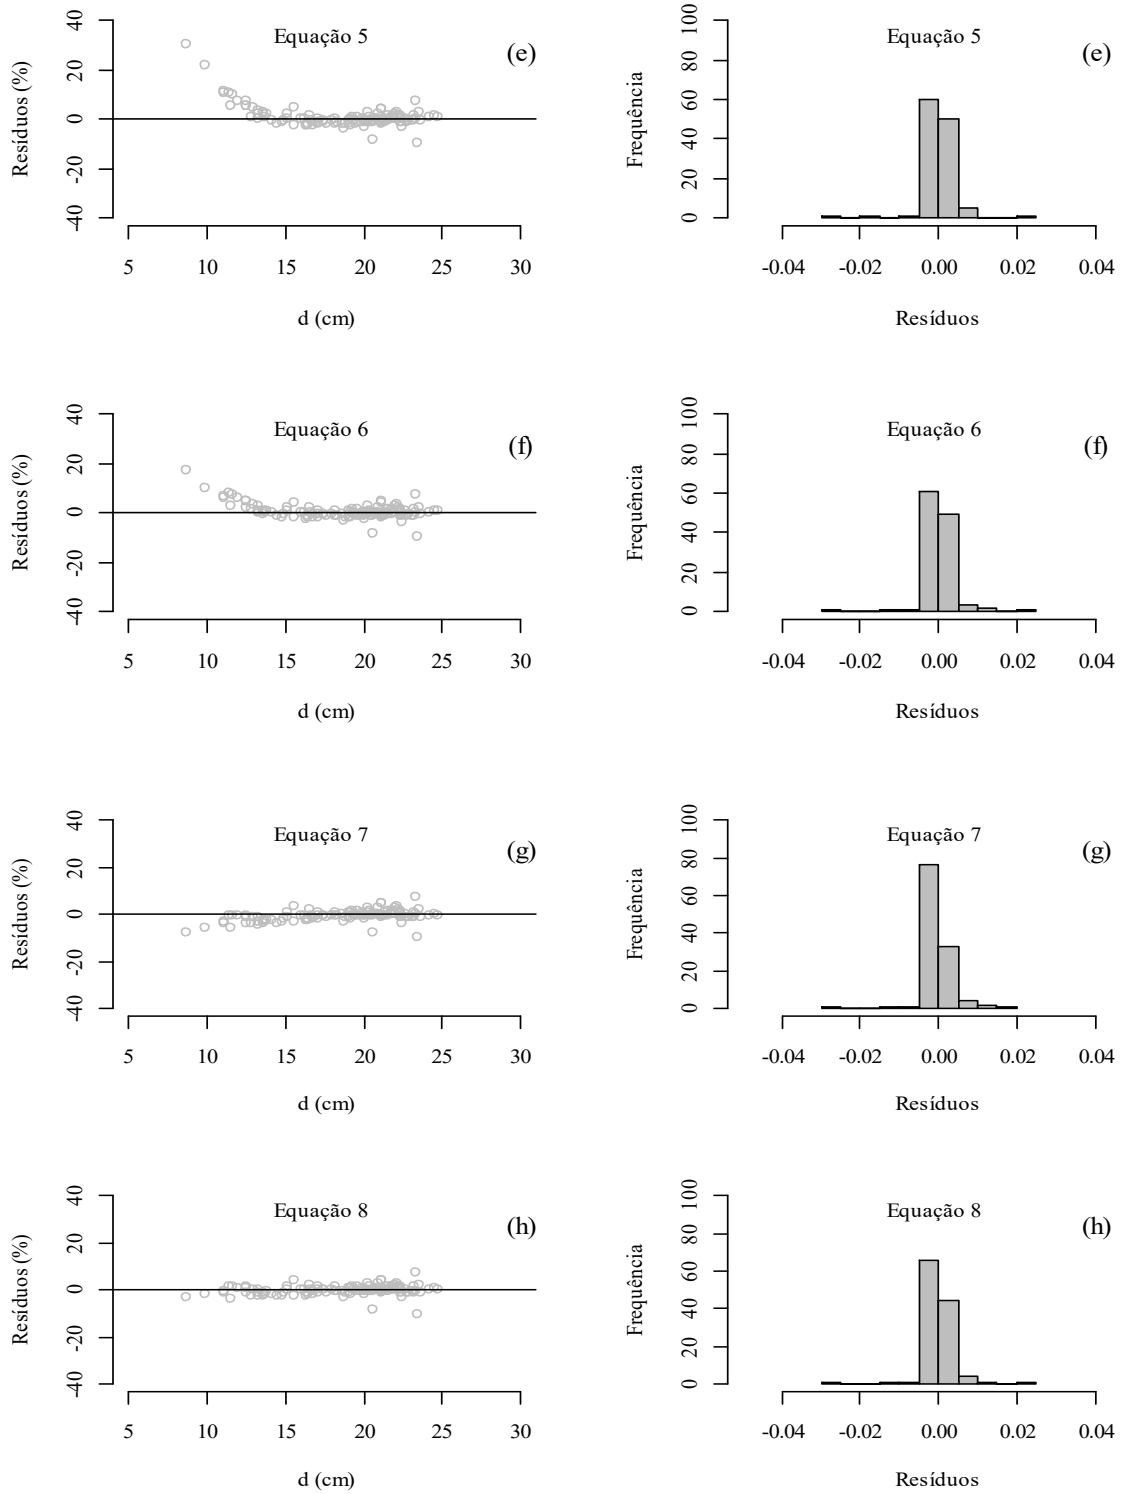 Equação 5
(e)
Resíduos (%)
40
20
0
-20
-40
5 10 15 20 25 30
d (cm)
Equação 5
(e)
Frequência
100
80
60
40
20
0
-0.04 -0.02 0.00 0.02 0.04
Resíduos
Equação 6
(f)
Resíduos (%)
40
20
0
-20
-40
5 10 15 20 25 30
d (cm)
Equação 6
(f)
Frequência
100
80
60
40
20
0
-0.04 -0.02 0.00 0.02 0.04
Resíduos
Equação 7
(g)
Resíduos (%)
40
20
0
-20
-40
5 10 15 20 25 30
d (cm)
Equação 7
(g)
Frequência
100
80
60
40
20
0
-0.04 -0.02 0.00 0.02 0.04
Resíduos
Equação 8
(h)
Resíduos (%)
40
20
0
-20
-40
5 10 15 20 25 30
d (cm)
Equação 8
(h)
Frequência
100
80
60
40
20
0
-0.04 -0.02 0.00 0.02 0.04
Resíduos